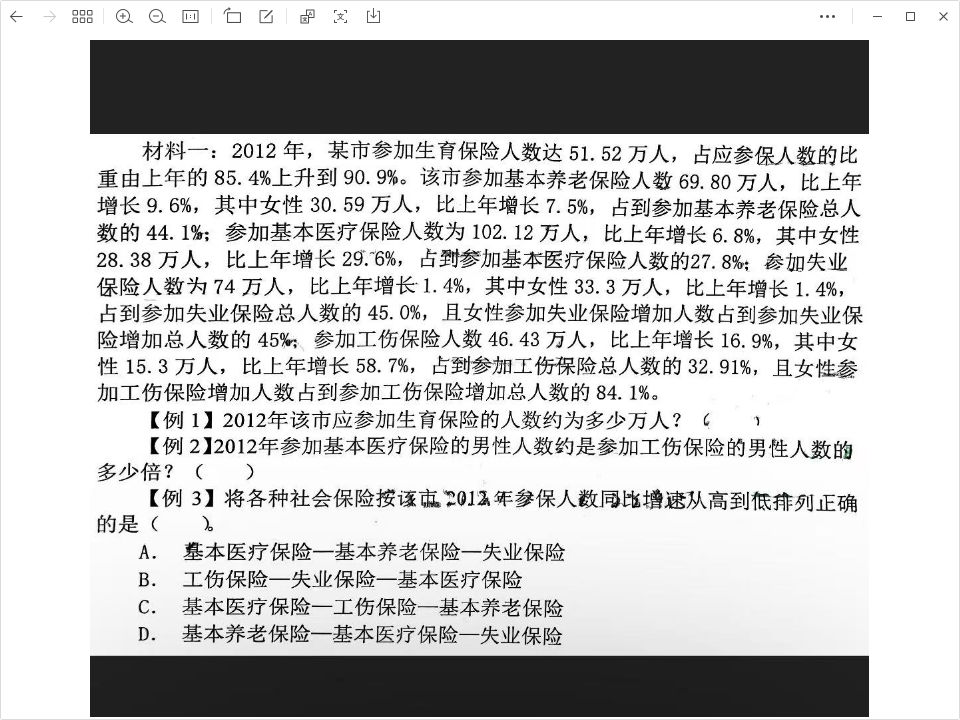 材料一：2012 年，某市参加生育保险人数达 51.52 万人，占应参保人数的比
重由上年的 85.4%上升到 90.9%。该市参加基本养老保险人数 69.80 万人，比上年
增长 9.6%，其中女性 30.59 万人，比上年增长 7.5%，占到参加基本养老保险总人
数的 44.1%；参加基本医疗保险人数为 102.12 万人，比上年增长 6.8%，其中女性
28.38 万人，比上年增长 29.6%，占到参加基本医疗保险人数的27.8%；参加失业
保险人数为 74 万人，比上年增长 1.4%，其中女性 33.3 万人，比上年增长 1.4%，
占到参加失业保险总人数的 45.0%，且女性参加失业保险增加人数占到参加失业保
险增加总人数的 45%；参加工伤保险人数 46.43 万人，比上年增长 16.9%，其中女
性 15.3 万人，比上年增长 58.7%，占到参加工伤保险总人数的 32.91%，且女性参
加工伤保险增加人数占到参加工伤保险增加总人数的 84.1%。
【例 1】2012年该市应参加生育保险的人数约为多少万人？（ ）
【例 2】2012年参加基本医疗保险的男性人数约是参加工伤保险的男性人数的
多少倍？（ ）
【例 3】将各种社会保险按该市 2012 年参保人数同比增速从高到低排列正确
的是（ ）。
A. 基本医疗保险—基本养老保险—失业保险
B. 工伤保险—失业保险—基本医疗保险
C. 基本医疗保险—工伤保险—基本养老保险
D. 基本养老保险—基本医疗保险—失业保险